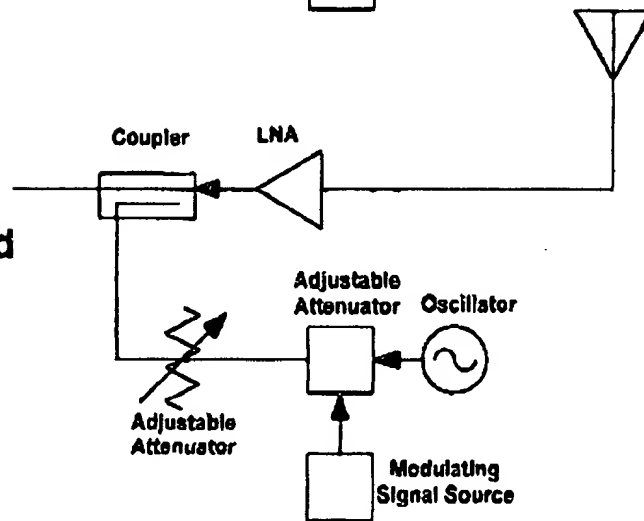 Coupler
LNA
d
Adjustable
Attenuator
Oscillator
Adjustable
Attenuator
Modulating
Signal Source